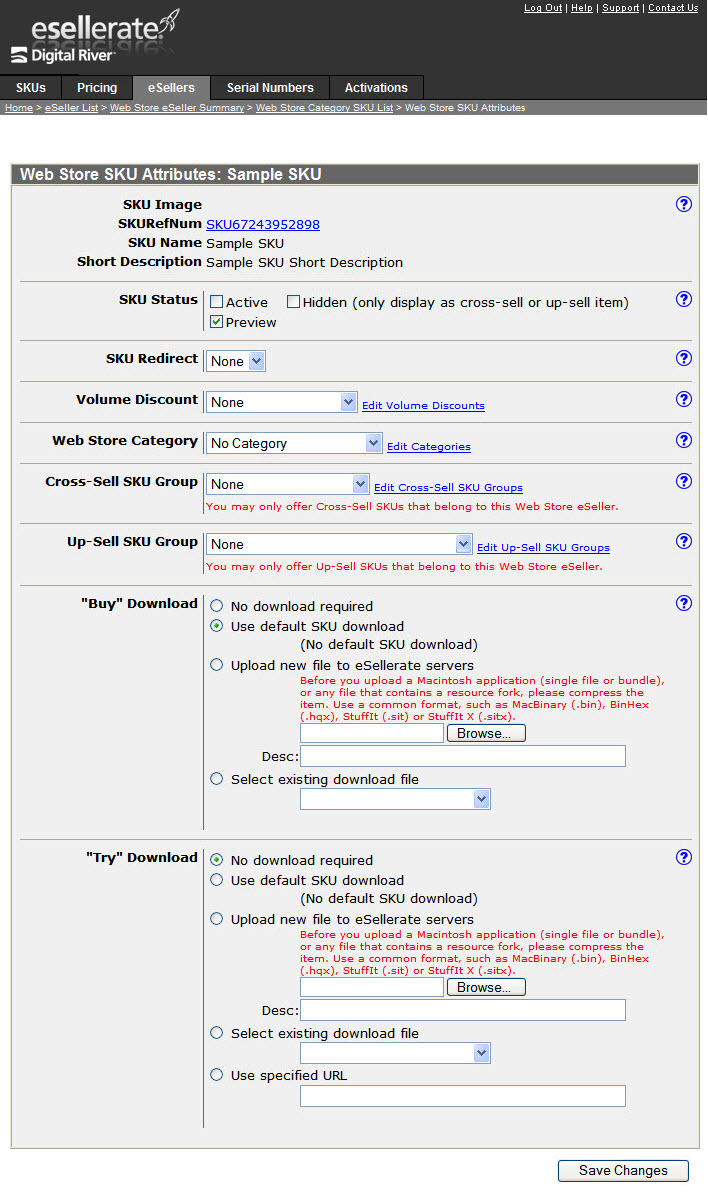 Log Out | Help | Support | Contact Us
esellerate.
Digital River
SKUs Pricing eSellers Serial Numbers Activations
Home > eSeller List > Web Store eSeller Summary > Web Store Category SKU List > Web Store SKU Attributes
Web Store SKU Attributes: Sample SKU
SKU Image ?
SKURefNum SKU67243952898
SKU Name Sample SKU
Short Description Sample SKU Short Description
SKU Status Active Hidden (only display as cross-sell or up-sell item) ?
Preview
SKU Redirect None ?
Volume Discount None Edit Volume Discounts ?
Web Store Category No Category Edit Categories ?
Cross-Sell SKU Group None Edit Cross-Sell SKU Groups ?
You may only offer Cross-Sell SKUs that belong to this Web Store eSeller.
Up-Sell SKU Group None Edit Up-Sell SKU Groups ?
You may only offer Up-Sell SKUs that belong to this Web Store eSeller.
"Buy" Download No download required ?
Use default SKU download
(No default SKU download)
Upload new file to eSellerate servers
Before you upload a Macintosh application (single file or bundle),
or any file that contains a resource fork, please compress the
item. Use a common format, such as MacBinary (.bin), BinHex
(.hqx), StuffIt (.sit) or StuffIt X (.sitx).
Browse...
Desc:
Select existing download file
"Try" Download No download required ?
Use default SKU download
(No default SKU download)
Upload new file to eSellerate servers
Before you upload a Macintosh application (single file or bundle),
or any file that contains a resource fork, please compress the
item. Use a common format, such as MacBinary (.bin), BinHex
(.hqx), StuffIt (.sit) or StuffIt X (.sitx).
Browse...
Desc:
Select existing download file
Use specified URL
Save Changes